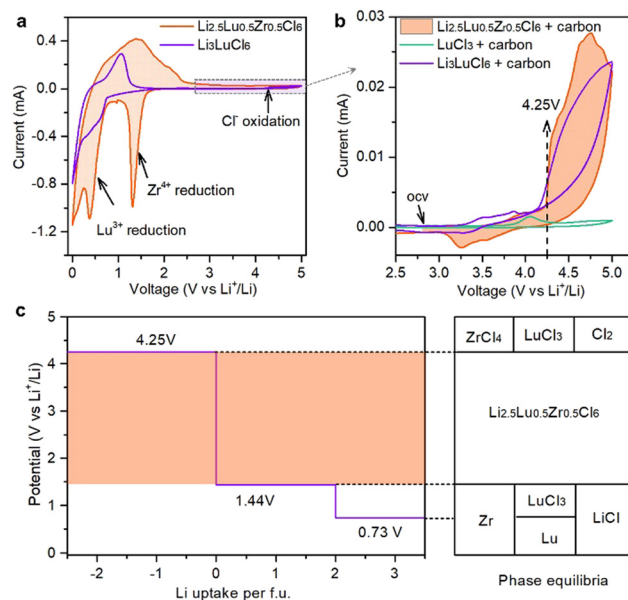 a
Li2.5Lu0.5Zr0.5Cl6
Li3LuCl6
Cl- oxidation
Zr4+ reduction
Lu3+ reduction
Current (mA)
0.4
0.0
-0.4
-0.8
-1.2
0 1 2 3 4 5
Voltage (V vs Li+/Li)
b
Li2.5Lu0.5Zr0.5Cl6 + carbon
LuCl3 + carbon
Li3LuCl6 + carbon
4.25V
ocv
Current (mA)
0.03
0.02
0.01
0.00
2.5 3.0 3.5 4.0 4.5 5.0
Voltage (V vs Li+/Li)
c
Potential (V vs Li+/Li)
5
4
3
2
1
0
4.25V
1.44V
0.73 V
-2 -1 0 1 2 3
Li uptake per f.u.
ZrCl4 LuCl3 Cl2
Li2.5Lu0.5Zr0.5Cl6
Zr LuCl3 LiCl
Lu
Phase equilibria